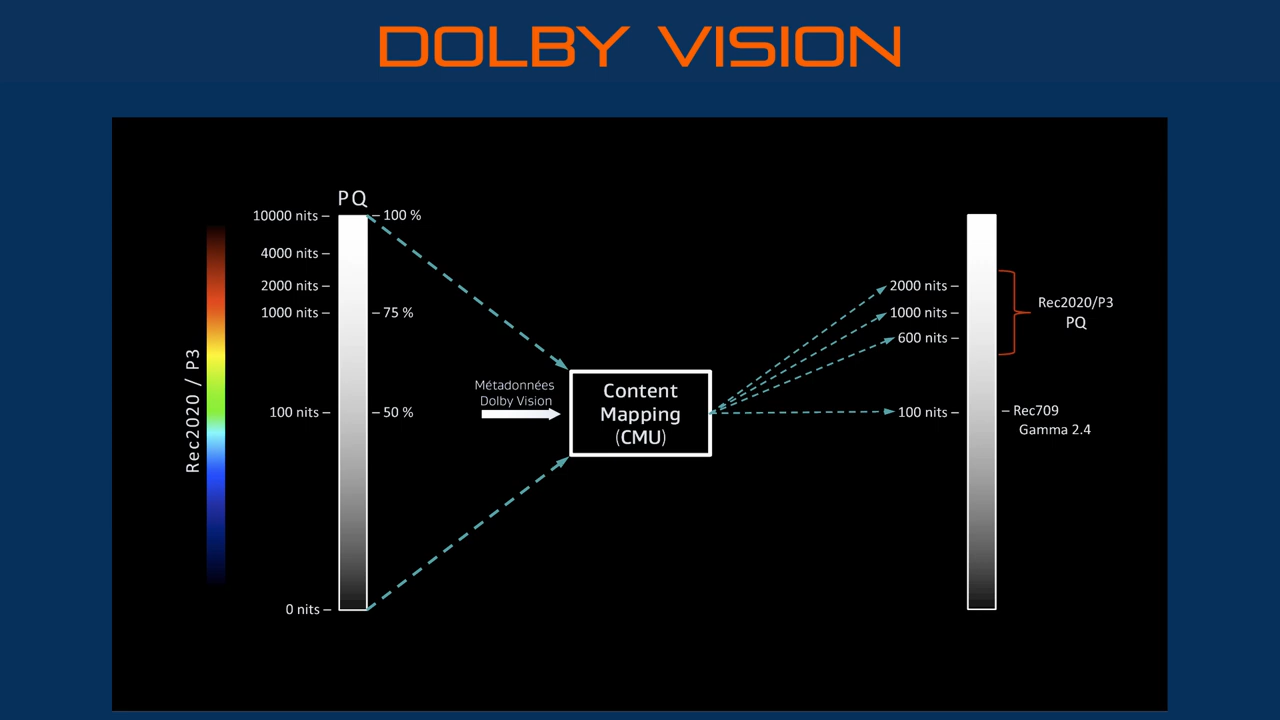 DOLBY VISION
PQ
10000 nits –
– 100 %
4000 nits –
2000 nits –
1000 nits –
– 75 %
100 nits –
– 50 %
0 nits –
Rec2020 / P3
Métadonnées
Dolby Vision
Content
Mapping
(CMU)
2000 nits –
1000 nits –
600 nits –
100 nits –
Rec2020/P3
PQ
– Rec709
Gamma 2.4